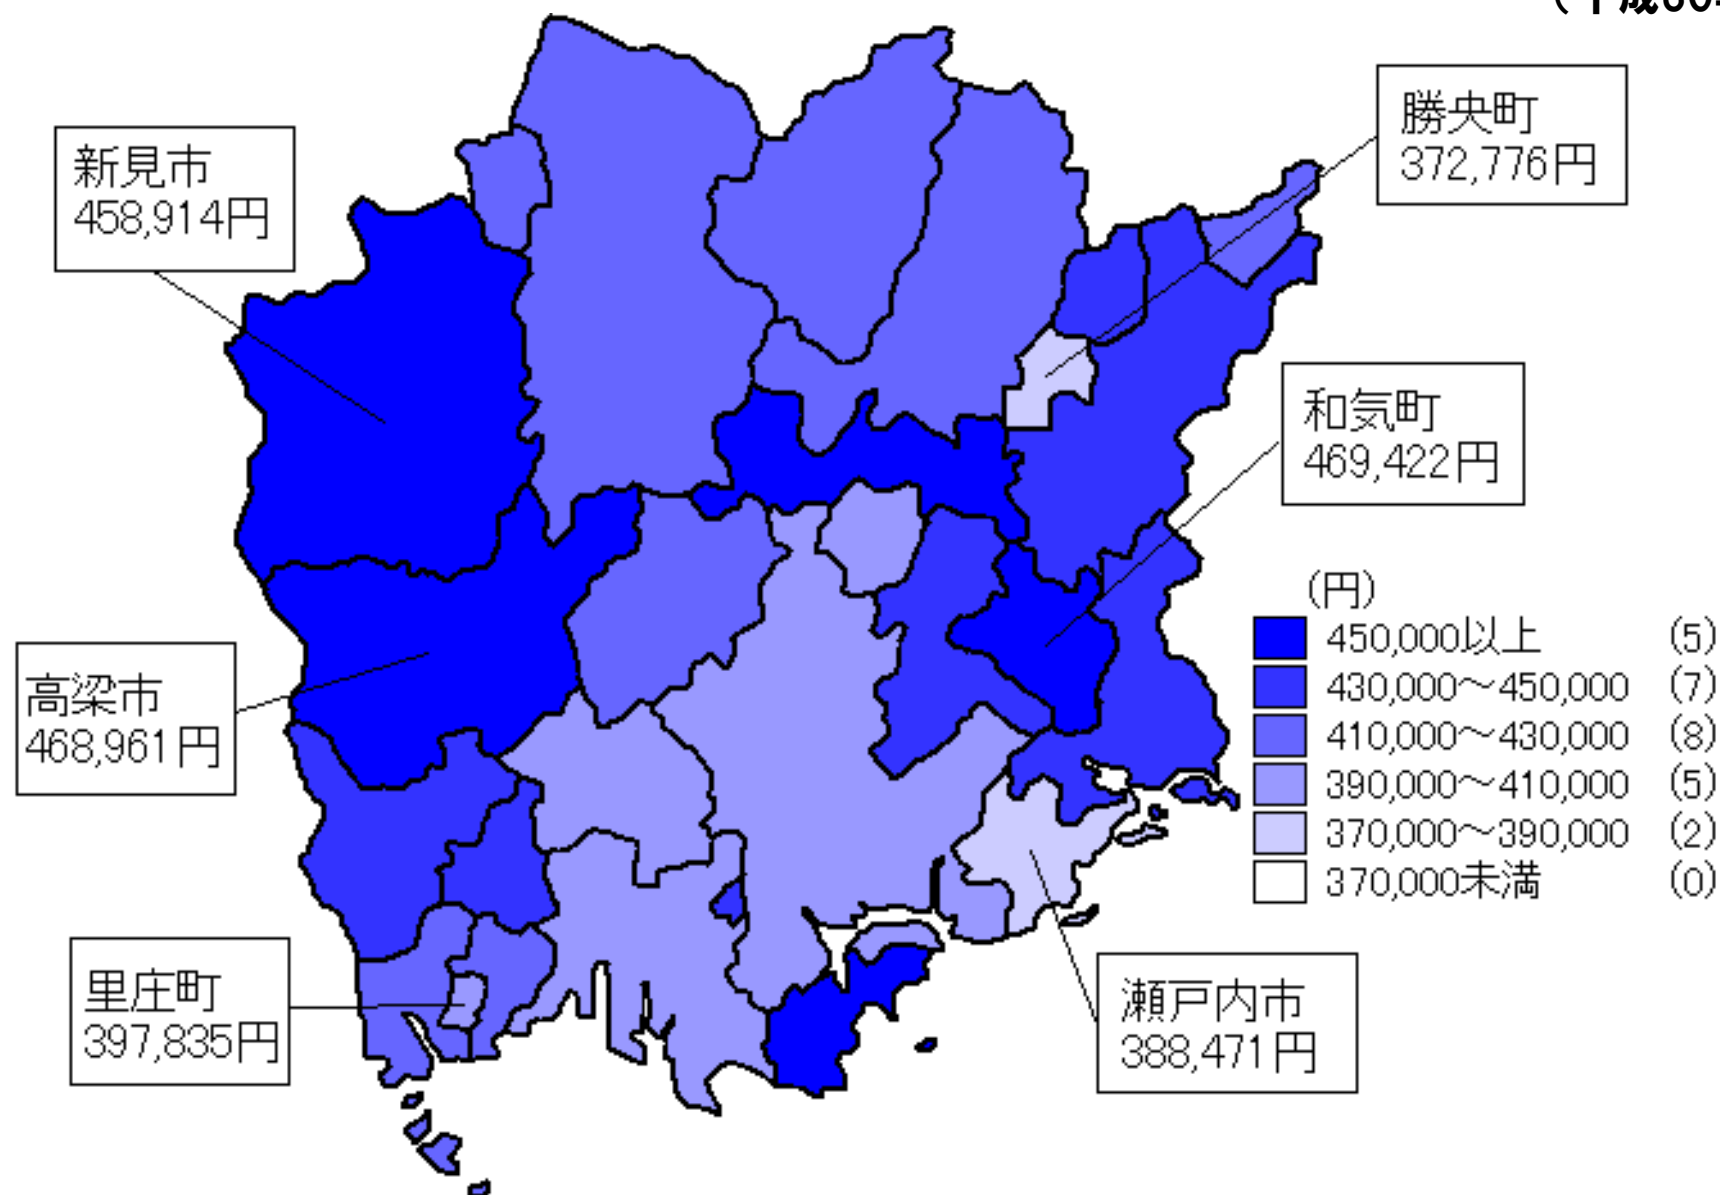 新見市
458,914円
勝央町
372,776円
和気町
469,422円
高梁市
468,961円
里庄町
397,835円
瀬戸内市
388,471円
(円)
450,000以上 (5)
430,000～450,000 (7)
410,000～430,000 (8)
390,000～410,000 (5)
370,000～390,000 (2)
370,000未満 (0)